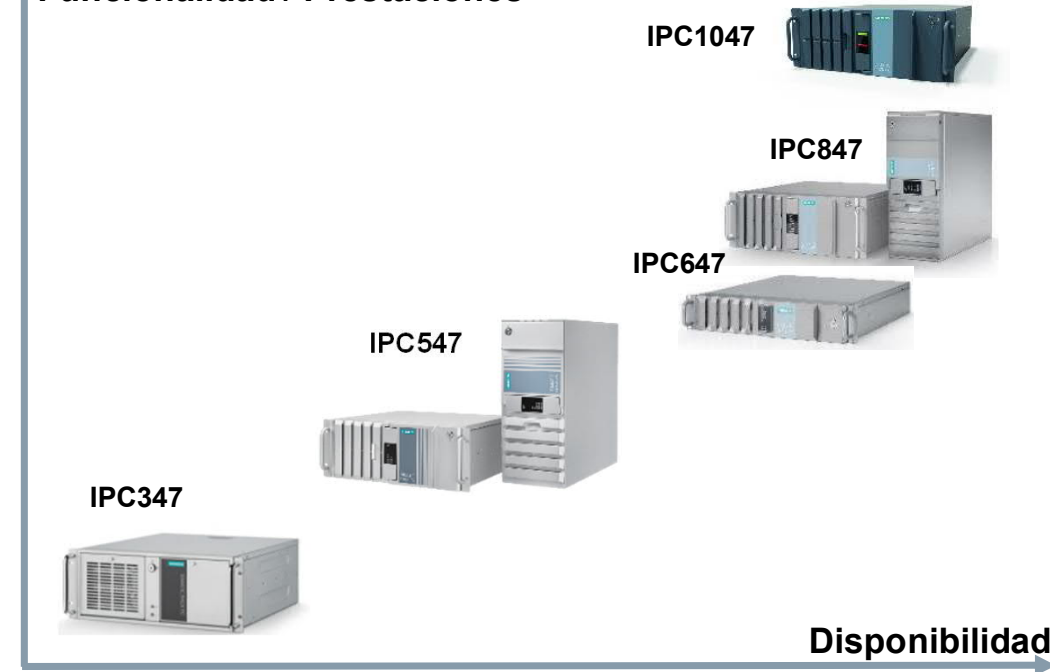 Funcionalidad / Prestaciones
IPC1047
IPC847
IPC647
IPC547
IPC347
Disponibilidad